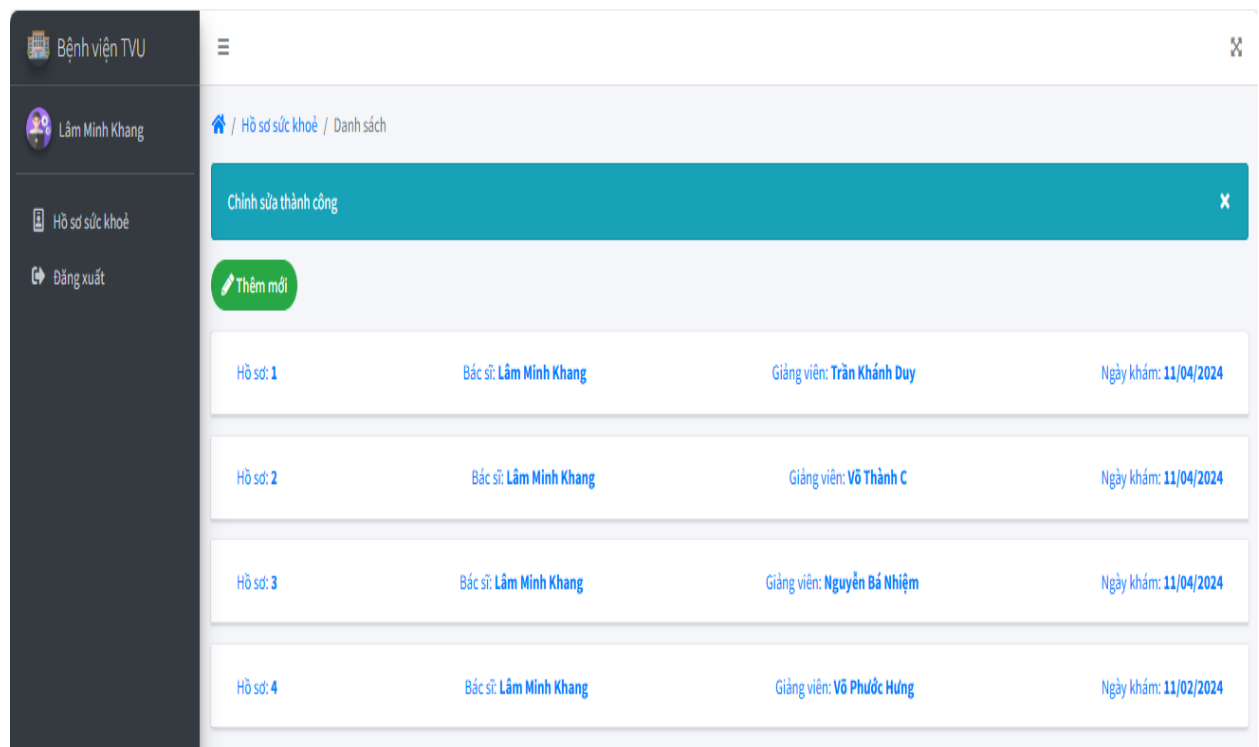 Bệnh viện TVU
Lâm Minh Khang
Hồ sơ sức khoẻ
Đăng xuất
/ Hồ sơ sức khoẻ / Danh sách
Chỉnh sửa thành công
Thêm mới
Hồ sơ: 1 Bác sĩ: Lâm Minh Khang Giảng viên: Trần Khánh Duy Ngày khám: 11/04/2024
Hồ sơ: 2 Bác sĩ: Lâm Minh Khang Giảng viên: Võ Thành C Ngày khám: 11/04/2024
Hồ sơ: 3 Bác sĩ: Lâm Minh Khang Giảng viên: Nguyễn Bá Nhiệm Ngày khám: 11/04/2024
Hồ sơ: 4 Bác sĩ: Lâm Minh Khang Giảng viên: Võ Phước Hưng Ngày khám: 11/02/2024